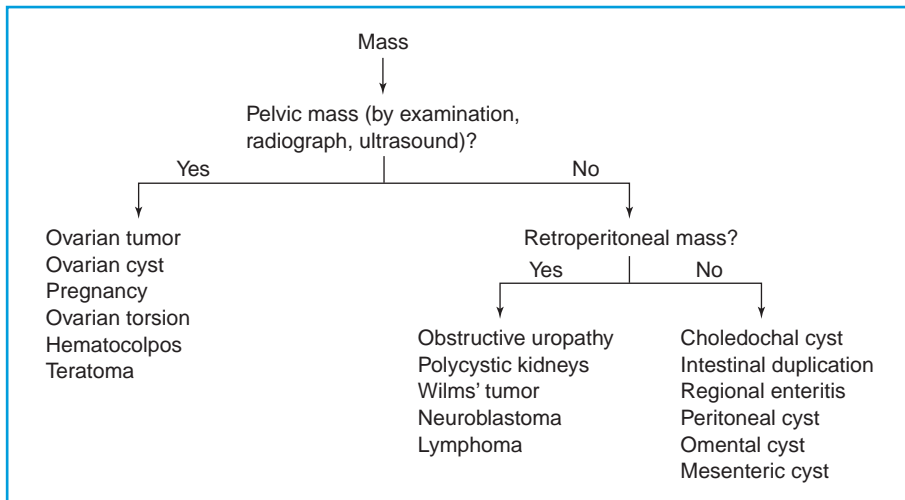 Mass
Pelvic mass (by examination,
radiograph, ultrasound)?
Yes
No
Ovarian tumor
Ovarian cyst
Pregnancy
Ovarian torsion
Hematocolpos
Teratoma
Retroperitoneal mass?
Yes
No
Obstructive uropathy
Polycystic kidneys
Wilms’ tumor
Neuroblastoma
Lymphoma
Choledochal cyst
Intestinal duplication
Regional enteritis
Peritoneal cyst
Omental cyst
Mesenteric cyst